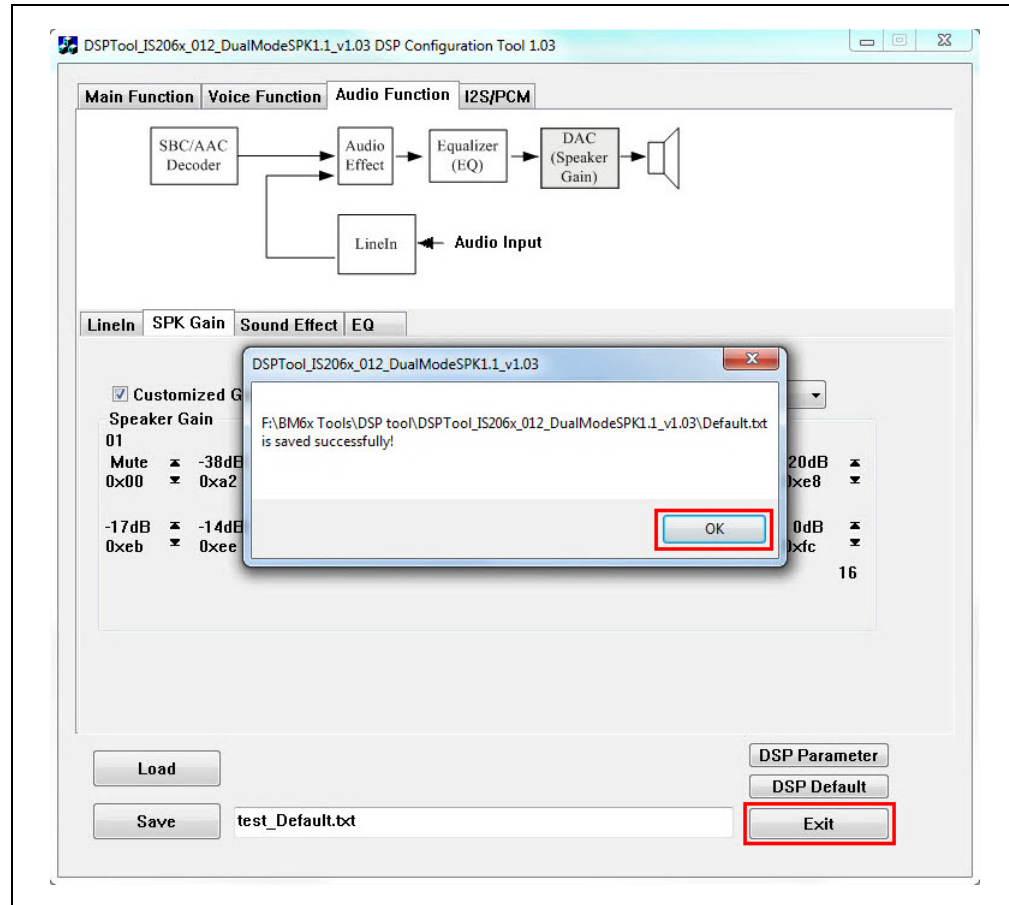 DSPTool_IS206x_012_DualModeSPK1.1_v1.03 DSP Configuration Tool 1.03
Main Function Voice Function Audio Function I2S/PCM
SBC/AAC
Decoder
Audio
Effect
Equalizer
(EQ)
DAC
(Speaker
Gain)
LineIn
Audio Input
LineIn SPK Gain Sound Effect EQ
DSPTool_IS206x_012_DualModeSPK1.1_v1.03
Customized G
F:\BM6x Tools\DSP tool\DSPTool_IS206x_012_DualModeSPK1.1_v1.03\Default.txt
is saved successfully!
Speaker Gain
01
Mute -38dB 20dB
0x00 0xa2 0xe8
OK
-17dB -14dB 0dB
0xeb 0xee 0xfc
16
Load
DSP Parameter
DSP Default
Save test_Default.txt Exit